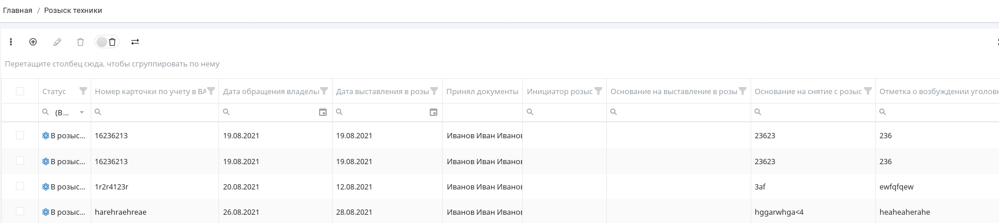 Главная / Розыск техники
Перетащите столбец сюда, чтобы сгруппировать по нему
Статус Номер карточки по учету в ВА Дата обращения владелы Дата выставления в розы Принял документы Инициатор розыс Основание на выставление в розы Основание на снятие с розыс Отметка о возбуждении уголовн
(В...
В розыс... 16236213 19.08.2021 19.08.2021 Иванов Иван Иванов 23623 236
В розыс... 16236213 19.08.2021 19.08.2021 Иванов Иван Иванов 23623 236
В розыс... 1r2r4123r 20.08.2021 12.08.2021 Иванов Иван Иванов 3af ewfqfqew
В розыс... harehraehreae 26.08.2021 28.08.2021 Иванов Иван Иванов hggarwhga<4 heaheaherahe